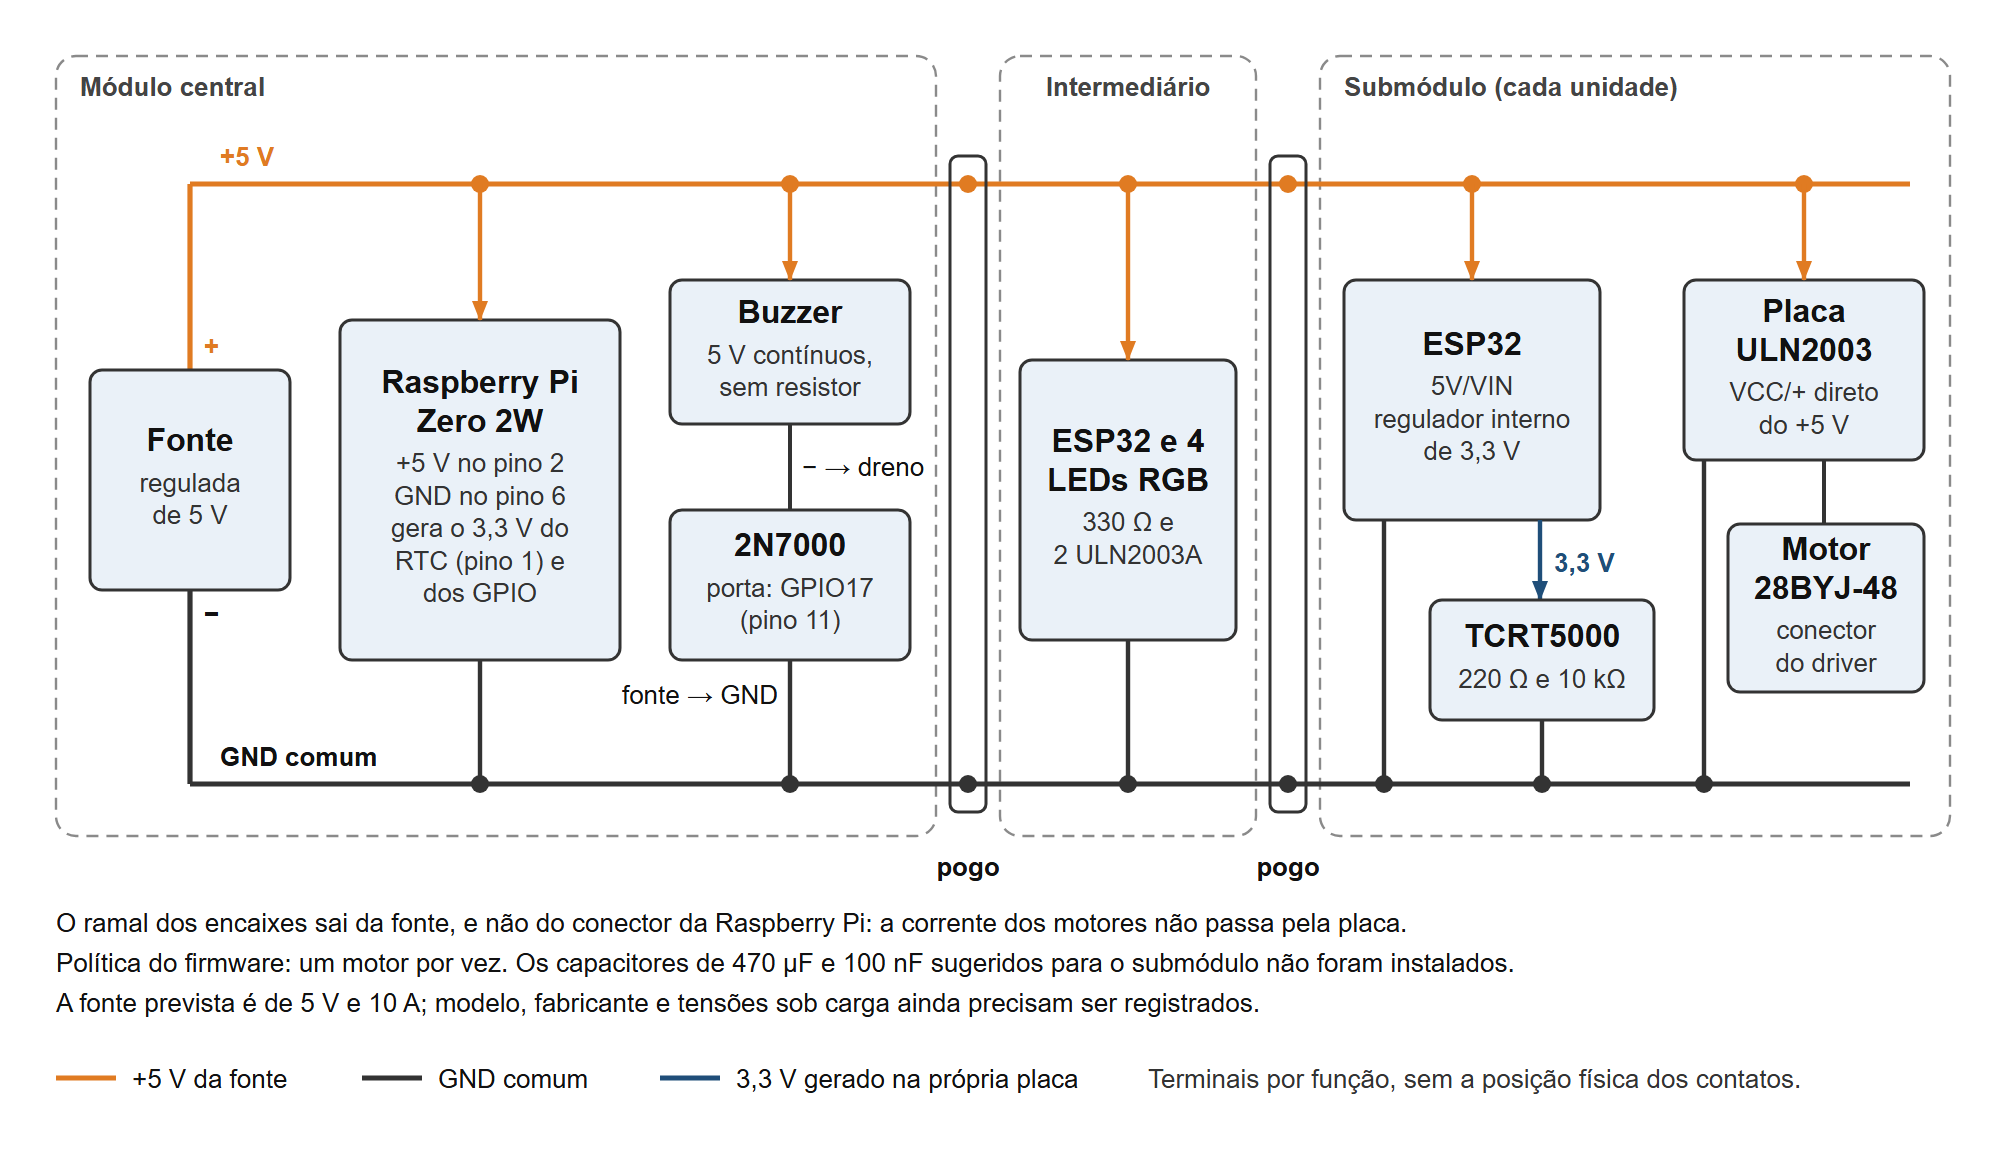 Módulo central
Intermediário
Submódulo (cada unidade)
+5 V
+
Fonte
regulada
de 5 V
−
Raspberry Pi
Zero 2W
+5 V no pino 2
GND no pino 6
gera o 3,3 V do
RTC (pino 1) e
dos GPIO
Buzzer
5 V contínuos,
sem resistor
− → dreno
2N7000
porta: GPIO17
(pino 11)
fonte → GND
GND comum
ESP32 e 4
LEDs RGB
330 Ω e
2 ULN2003A
ESP32
5V/VIN
regulador interno
de 3,3 V
3,3 V
TCRT5000
220 Ω e 10 kΩ
Placa
ULN2003
VCC/+ direto
do +5 V
Motor
28BYJ-48
conector
do driver
pogo
pogo
O ramal dos encaixes sai da fonte, e não do conector da Raspberry Pi: a corrente dos motores não passa pela placa.
Política do firmware: um motor por vez. Os capacitores de 470 µF e 100 nF sugeridos para o submódulo não foram instalados.
A fonte prevista é de 5 V e 10 A; modelo, fabricante e tensões sob carga ainda precisam ser registrados.
+5 V da fonte
GND comum
3,3 V gerado na própria placa
Terminais por função, sem a posição física dos contatos.